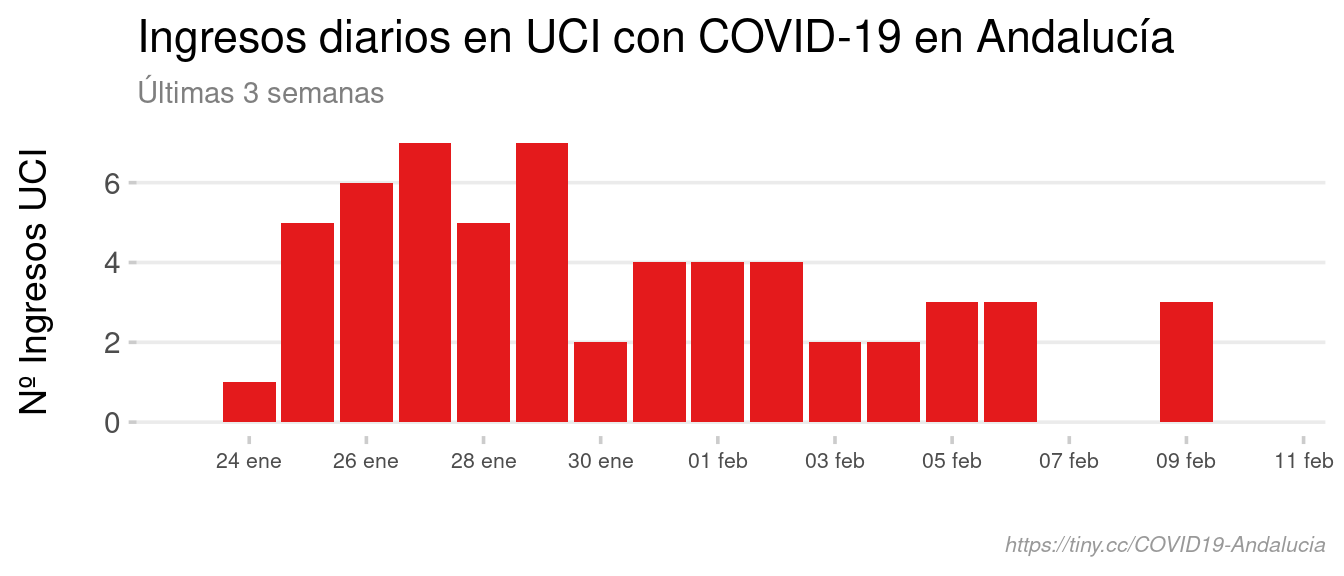 Ingresos diarios en UCI con COVID-19 en Andalucía
Últimas 3 semanas
Nº Ingresos UCI
6
4
2
0
24 ene 26 ene 28 ene 30 ene 01 feb 03 feb 05 feb 07 feb 09 feb 11 feb
https://tiny.cc/COVID19-Andalucia